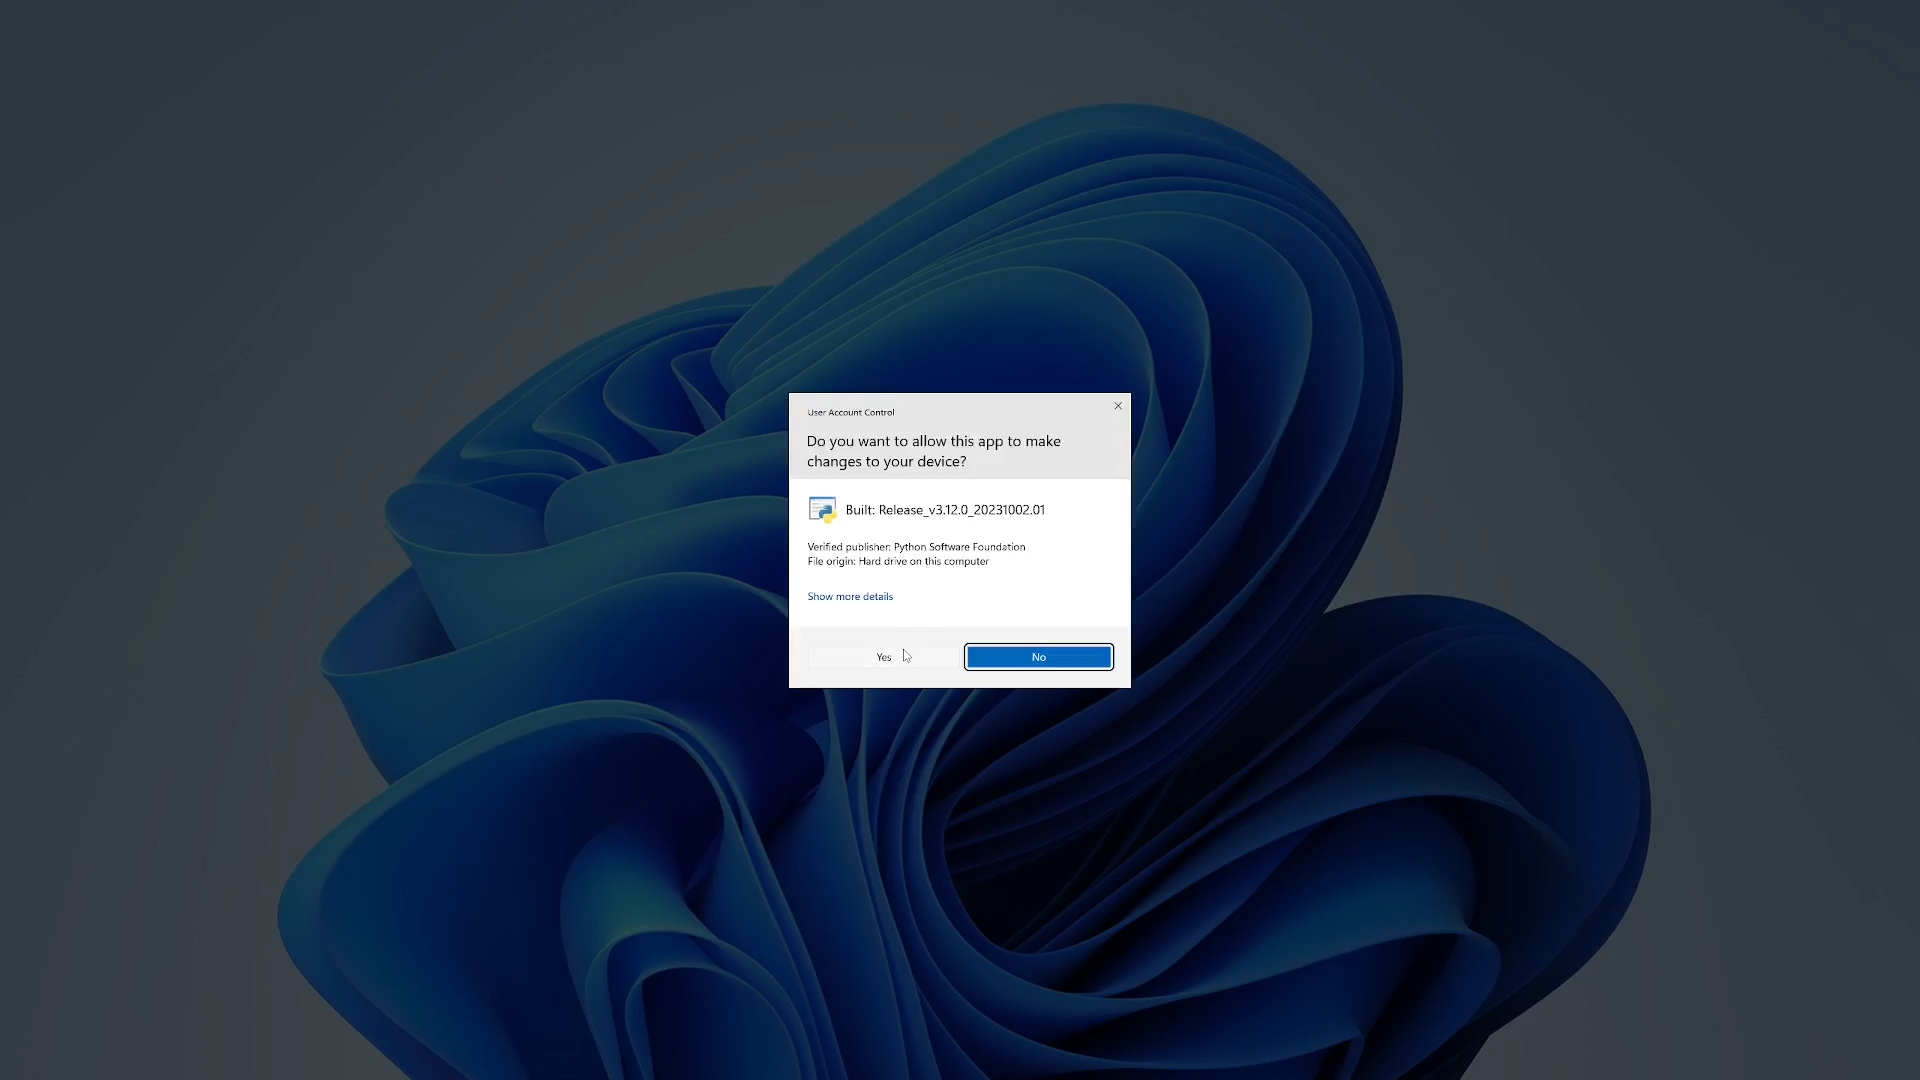 User Account Control
Do you want to allow this app to make
changes to your device?
Built: Release_v3.12.0_20231002.01
Verified publisher: Python Software Foundation
File origin: Hard drive on this computer
Show more details
Yes
No